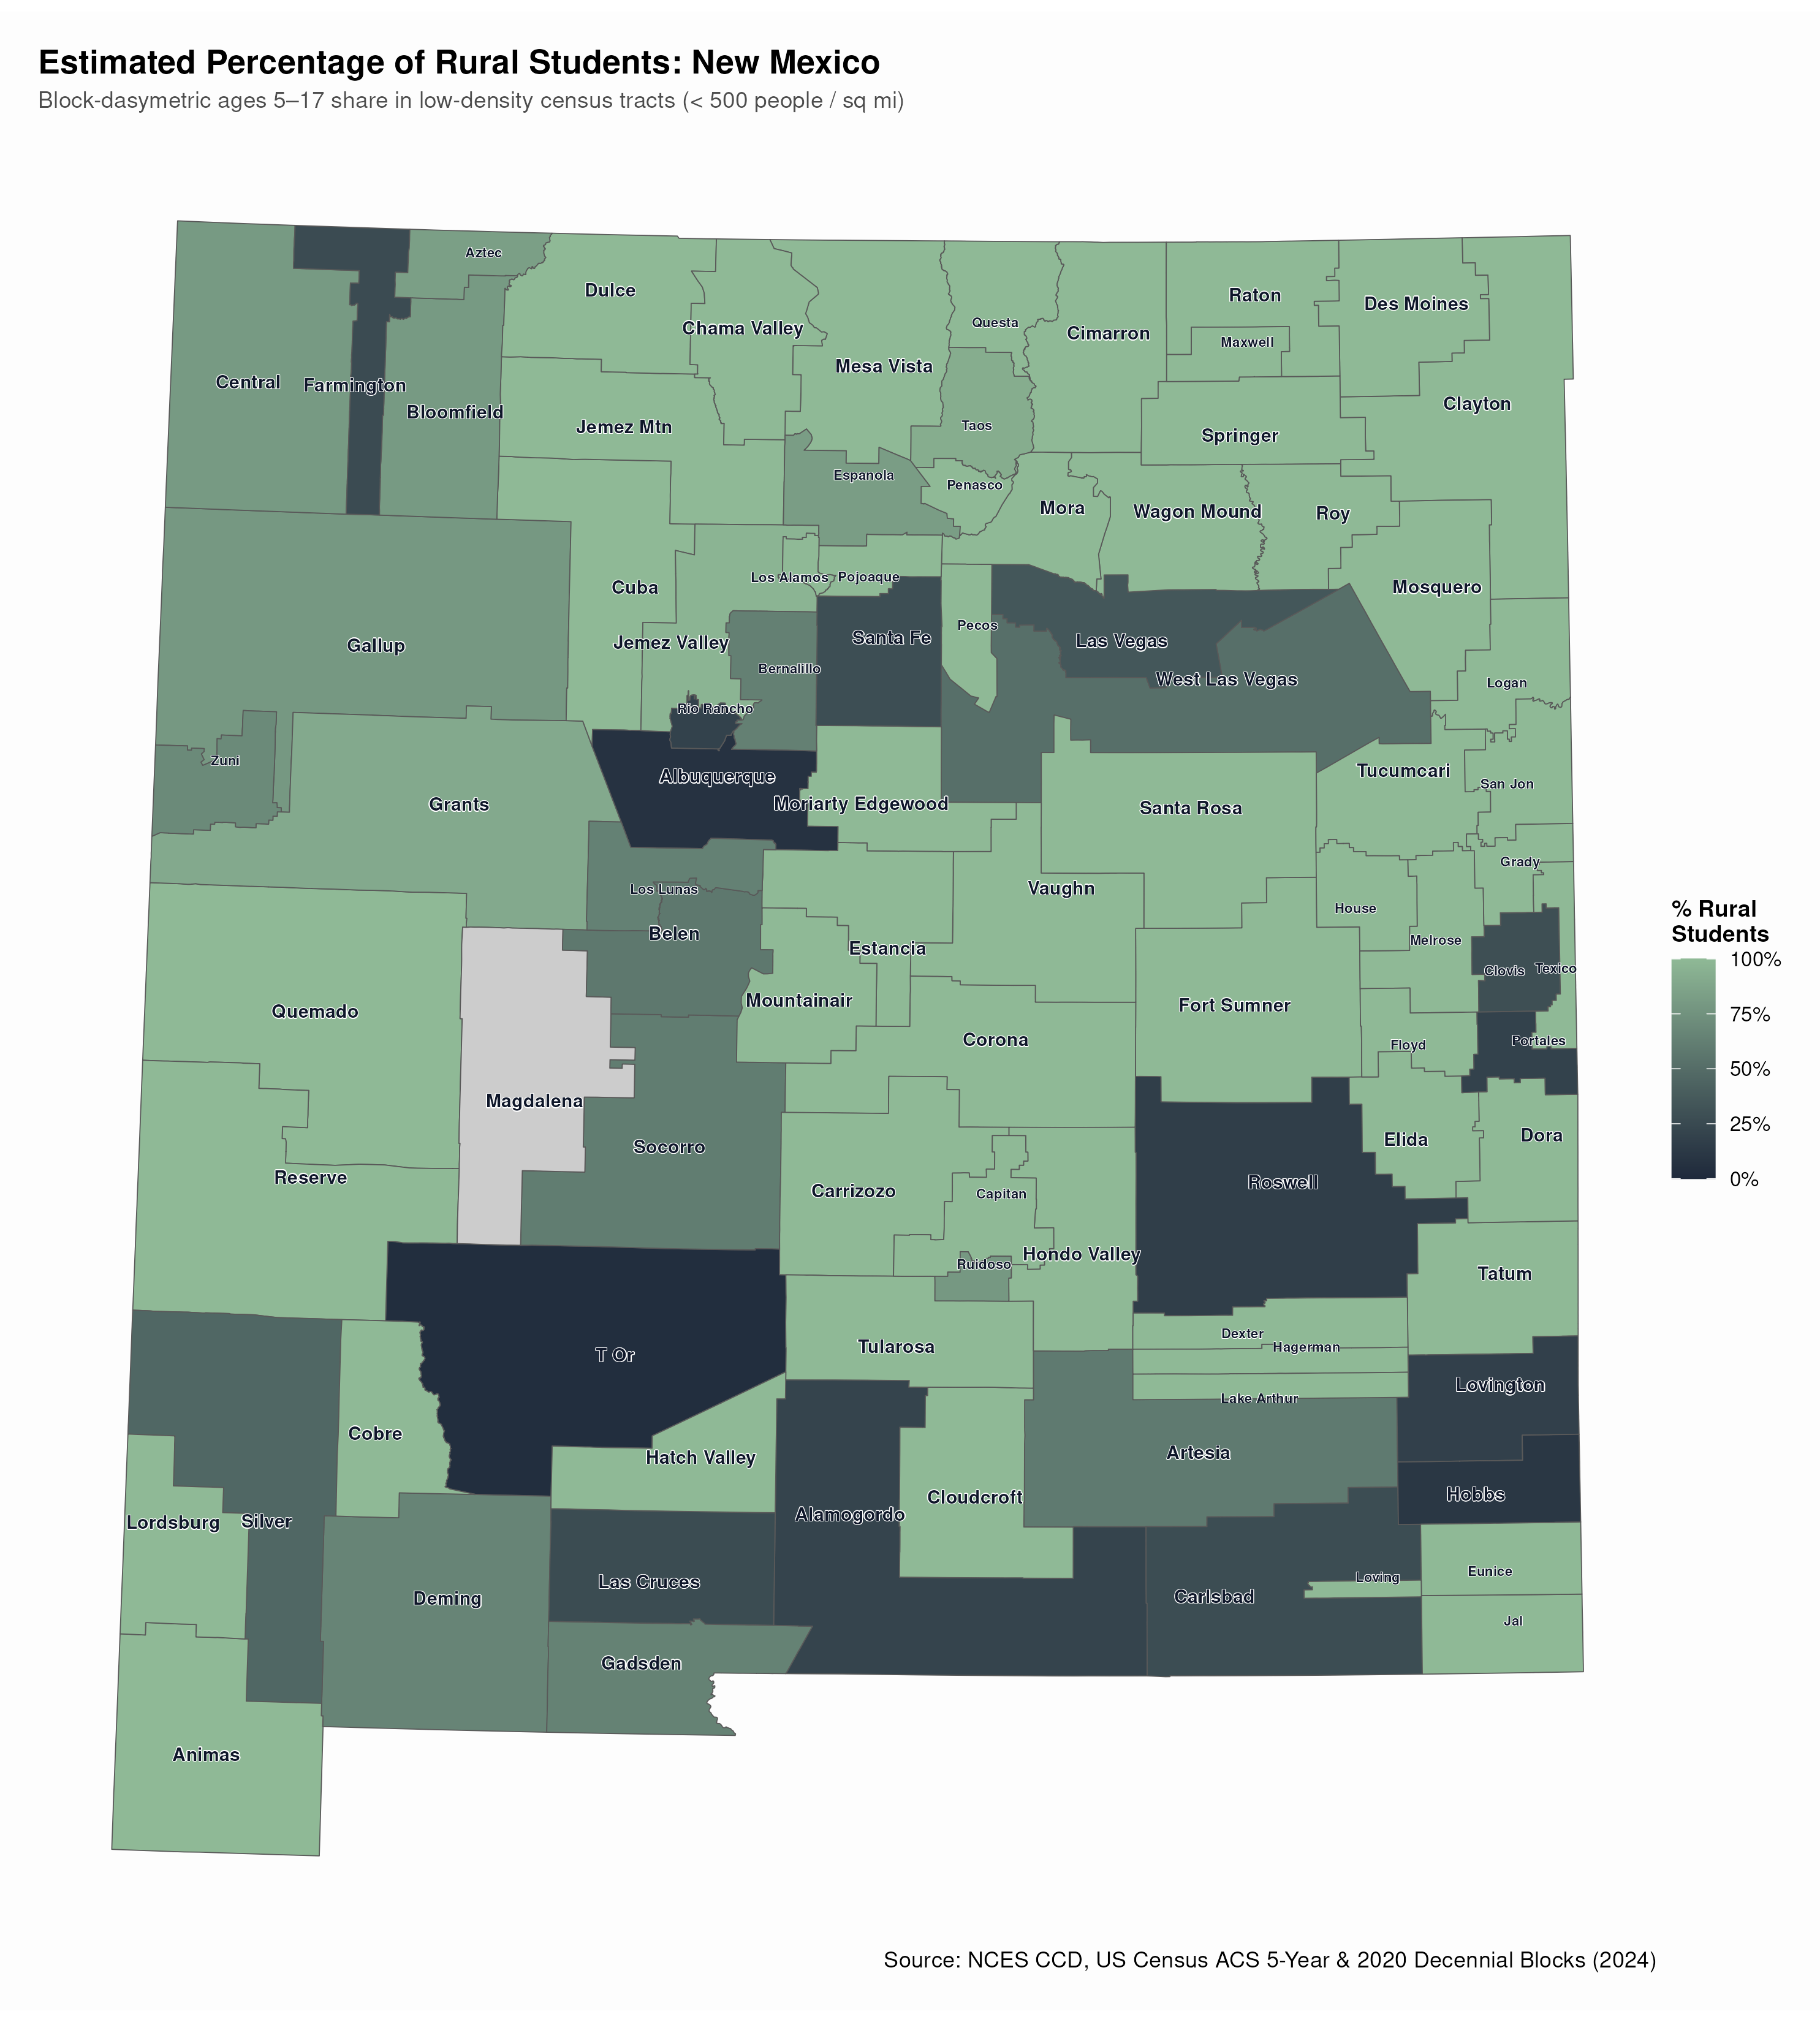 Estimated Percentage of Rural Students: New Mexico
Block-dasymetric ages 5–17 share in low-density census tracts (< 500 people / sq mi)
Aztec
Dulce
Raton
Des Moines
Questa
Chama Valley
Cimarron
Maxwell
Mesa Vista
Central
Farmington
Clayton
Bloomfield
Jemez Mtn
Taos
Springer
Espanola
Penasco
Mora
Wagon Mound
Roy
Los Alamos
Pojoaque
Cuba
Mosquero
Pecos
Santa Fe
Las Vegas
Jemez Valley
Gallup
Bernalillo
West Las Vegas
Logan
Rio Rancho
Zuni
Tucumcari
Albuquerque
San Jon
Grants
Moriarty Edgewood
Santa Rosa
Grady
Los Lunas
Vaughn
House
Belen
Melrose
Estancia
Clovis
Texico
Mountainair
Fort Sumner
Quemado
Corona
Floyd
Portales
Magdalena
Dora
Elida
Socorro
Reserve
Roswell
Carrizozo
Capitan
Hondo Valley
Ruidoso
Tatum
Dexter
Tularosa
Hagerman
T Or
Lovington
Lake Arthur
Cobre
Artesia
Hatch Valley
Hobbs
Cloudcroft
Alamogordo
Lordsburg
Silver
Eunice
Loving
Las Cruces
Carlsbad
Deming
Jal
Gadsden
Animas
% Rural
Students
100%
75%
50%
25%
0%
Source: NCES CCD, US Census ACS 5-Year & 2020 Decennial Blocks (2024)